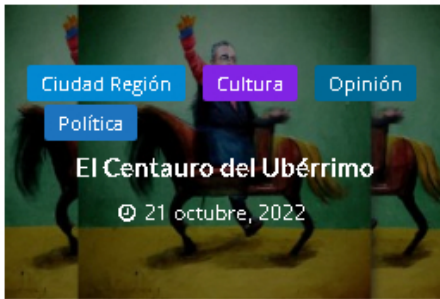 Ciudad Región Cultura Opinión
Política
El Centauro del Ubérrimo
21 octubre, 2022